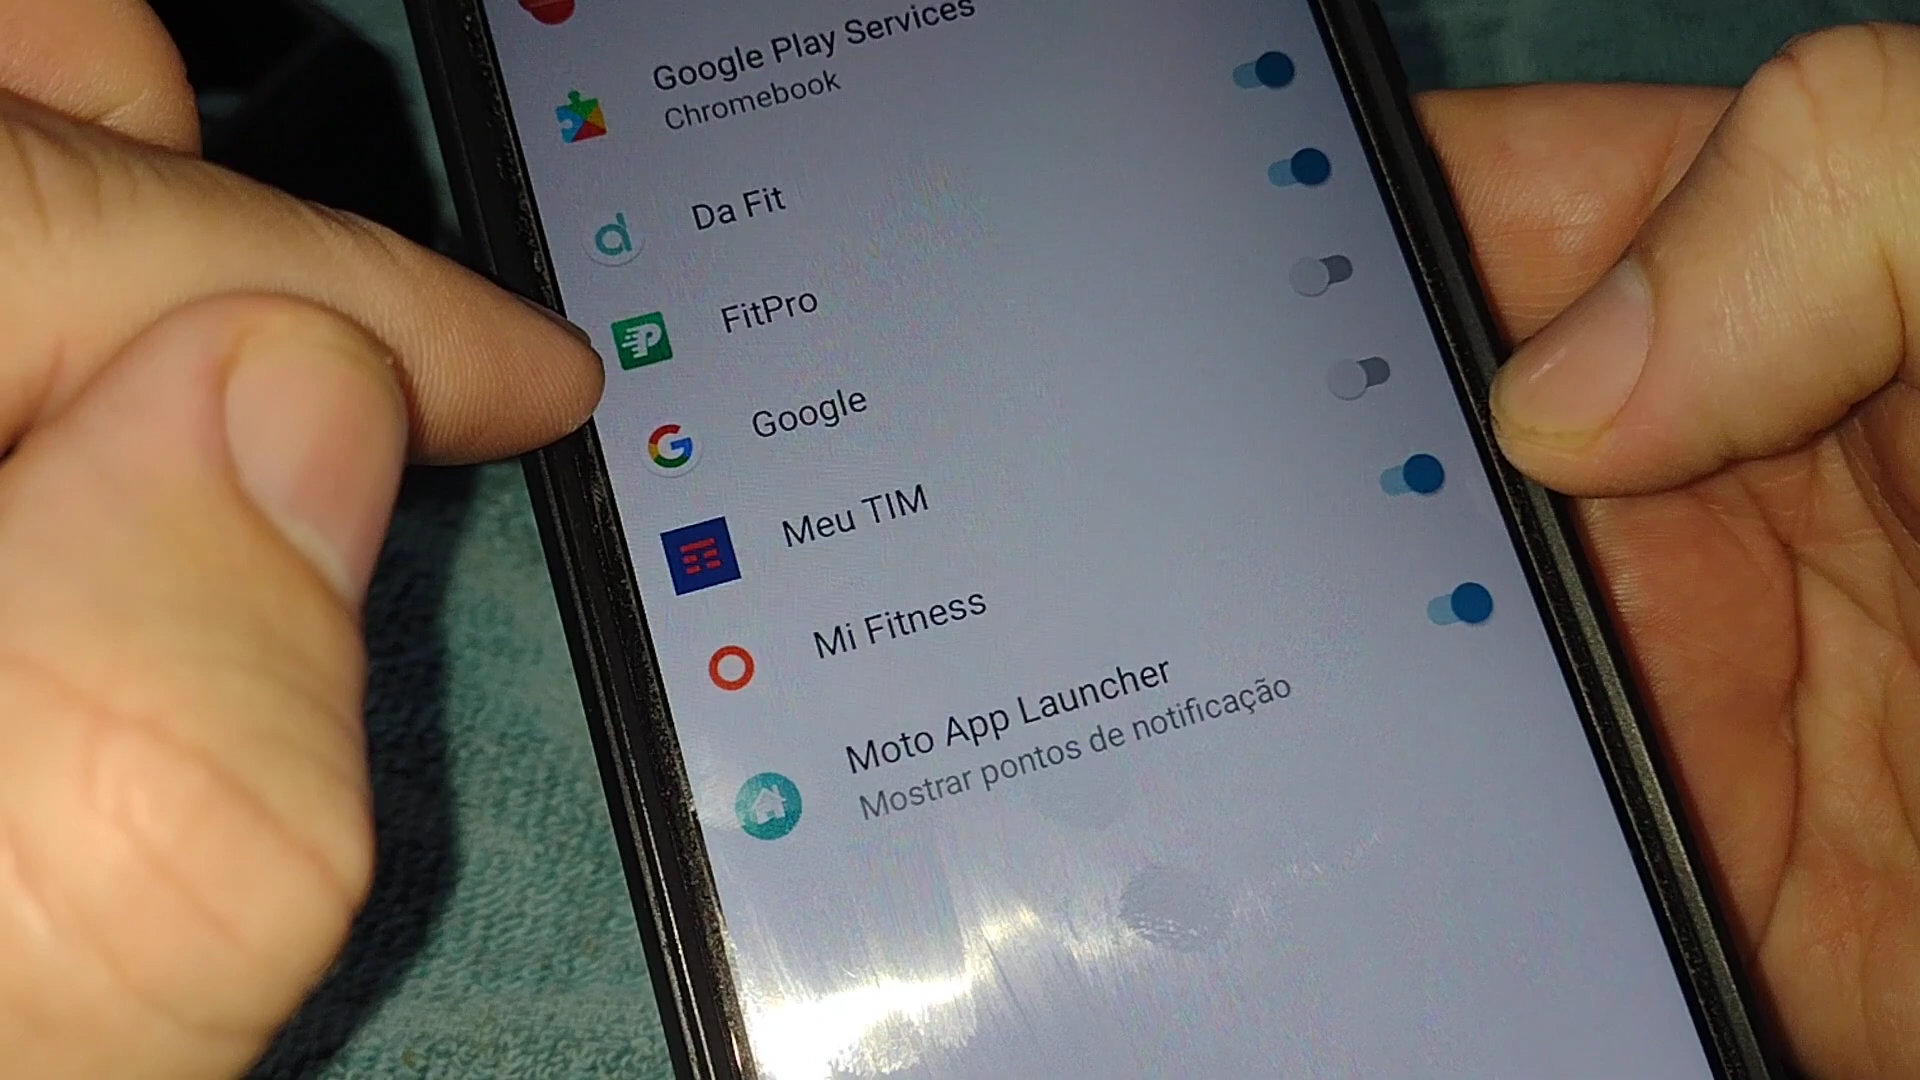 Google Play Services
Chromebook
Da Fit
FitPro
Google
Meu TIM
Mi Fitness
Moto App Launcher
Mostrar pontos de notificação